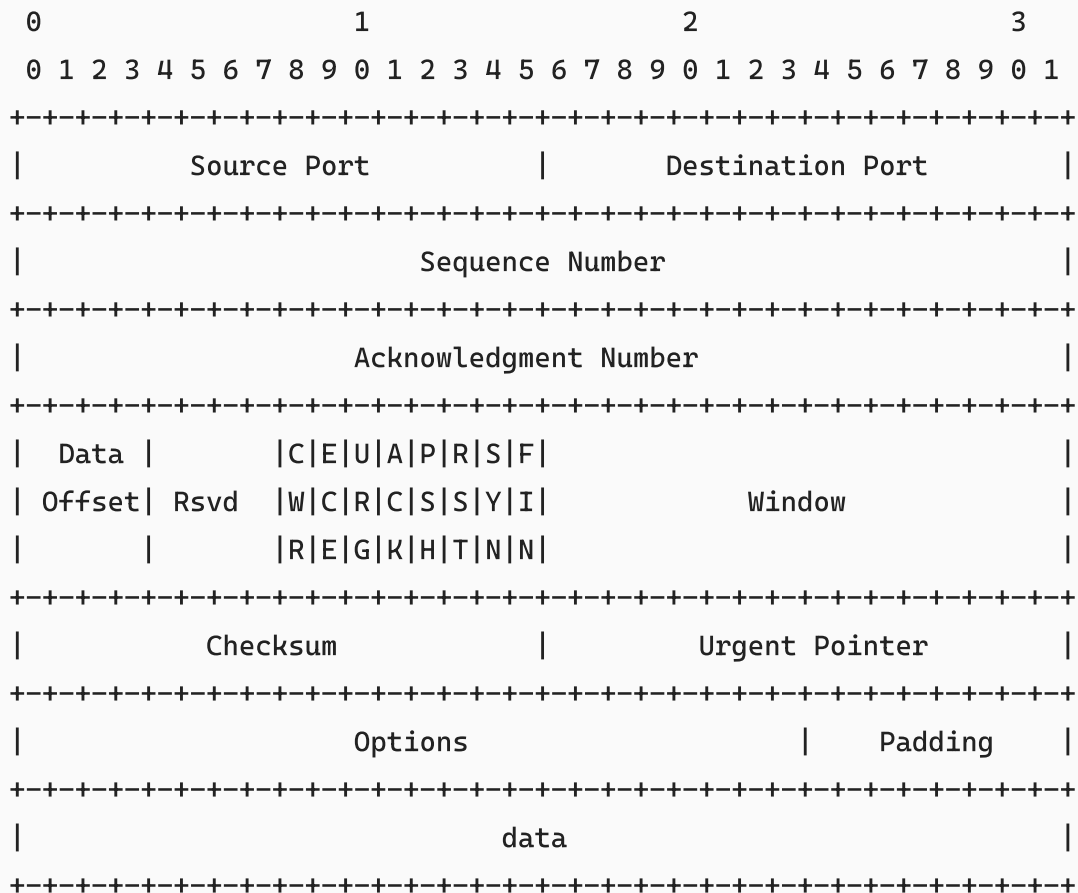 0                   1                   2                   3
 0 1 2 3 4 5 6 7 8 9 0 1 2 3 4 5 6 7 8 9 0 1 2 3 4 5 6 7 8 9 0 1
+-+-+-+-+-+-+-+-+-+-+-+-+-+-+-+-+-+-+-+-+-+-+-+-+-+-+-+-+-+-+-+-+
|          Source Port          |       Destination Port        |
+-+-+-+-+-+-+-+-+-+-+-+-+-+-+-+-+-+-+-+-+-+-+-+-+-+-+-+-+-+-+-+-+
|                        Sequence Number                        |
+-+-+-+-+-+-+-+-+-+-+-+-+-+-+-+-+-+-+-+-+-+-+-+-+-+-+-+-+-+-+-+-+
|                    Acknowledgment Number                      |
+-+-+-+-+-+-+-+-+-+-+-+-+-+-+-+-+-+-+-+-+-+-+-+-+-+-+-+-+-+-+-+-+
|  Data |       |C|E|U|A|P|R|S|F|                               |
| Offset| Rsvd  |W|C|R|C|S|S|Y|I|            Window             |
|       |       |R|E|G|K|H|T|N|N|                               |
+-+-+-+-+-+-+-+-+-+-+-+-+-+-+-+-+-+-+-+-+-+-+-+-+-+-+-+-+-+-+-+-+
|           Checksum            |         Urgent Pointer        |
+-+-+-+-+-+-+-+-+-+-+-+-+-+-+-+-+-+-+-+-+-+-+-+-+-+-+-+-+-+-+-+-+
|                    Options                    |    Padding    |
+-+-+-+-+-+-+-+-+-+-+-+-+-+-+-+-+-+-+-+-+-+-+-+-+-+-+-+-+-+-+-+-+
|                             data                              |
+-+-+-+-+-+-+-+-+-+-+-+-+-+-+-+-+-+-+-+-+-+-+-+-+-+-+-+-+-+-+-+-+